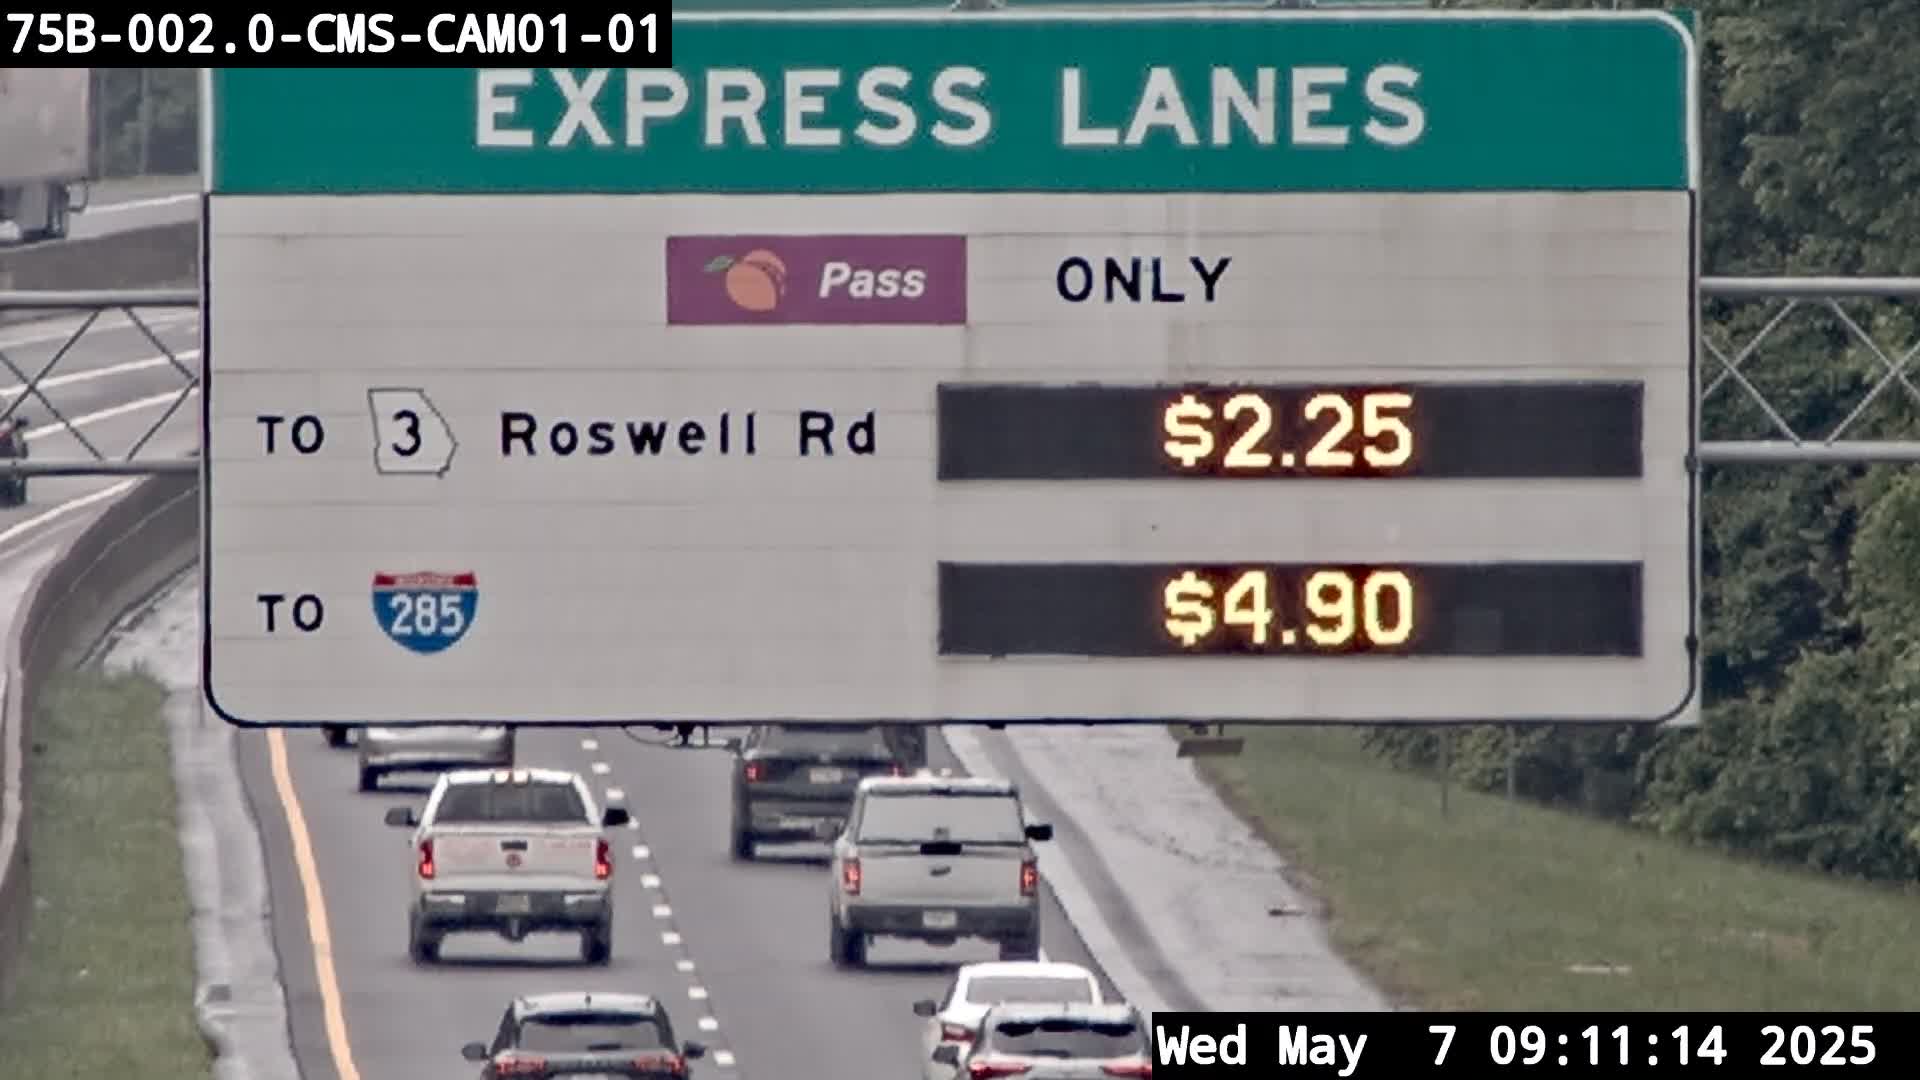 75B-002.0-CMS-CAM01-01
EXPRESS LANES
Pass ONLY
TO 3 Roswell Rd $2.25
TO 285 $4.90
Wed May 7 09:11:14 2025